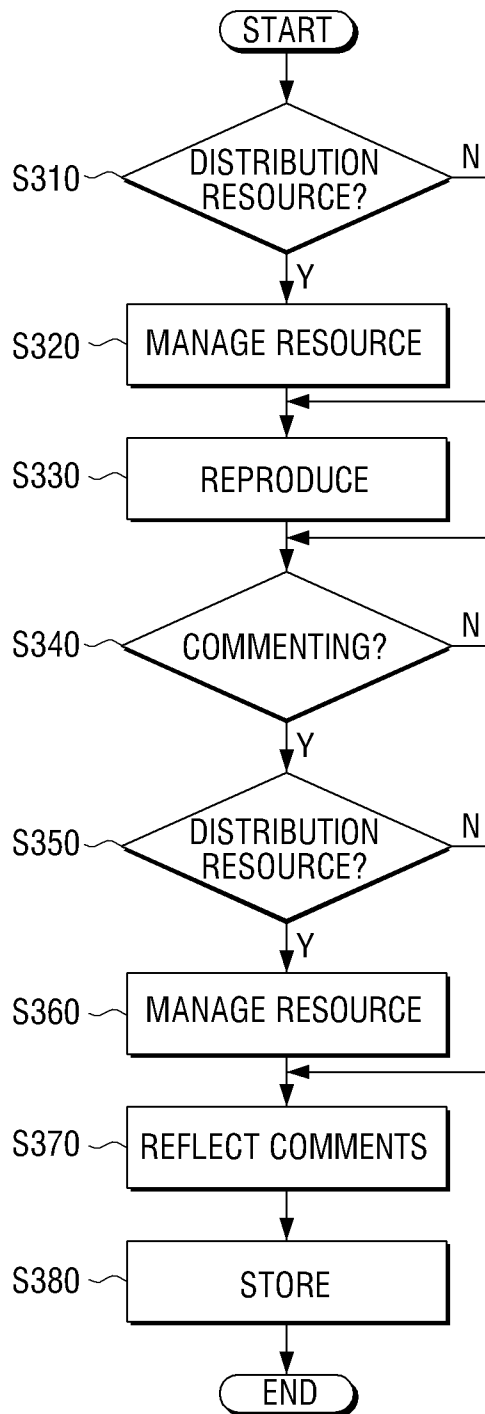 START
S310
DISTRIBUTION
RESOURCE?
N
Y
S320
MANAGE RESOURCE
S330
REPRODUCE
S340
COMMENTING?
N
Y
S350
DISTRIBUTION
RESOURCE?
N
Y
S360
MANAGE RESOURCE
S370
REFLECT COMMENTS
S380
STORE
END